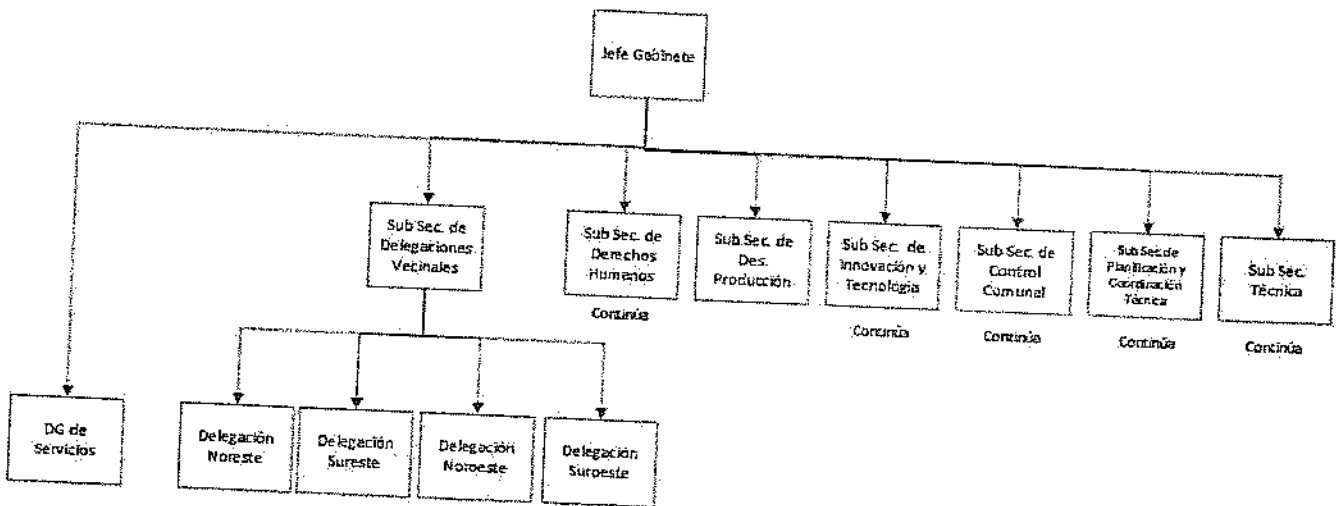 Jefe Gabinete
Sub Sec. de
Delegaciones
Vecinales
Sub Sec. de
Derechos
Humanos
Continúa
Sub Sec. de
Des.
Producción
Sub Sec. de
Innovación y
Tecnología
Continúa
Sub Sec. de
Control
Comunal
Continúa
Sub Sec de
Planificación y
Coordinación
Técnica
Continúa
Sub Sec.
Técnica
Continúa
DG de
Servicios
Delegación
Noreste
Delegación
Sureste
Delegación
Noroeste
Delegación
Suroeste